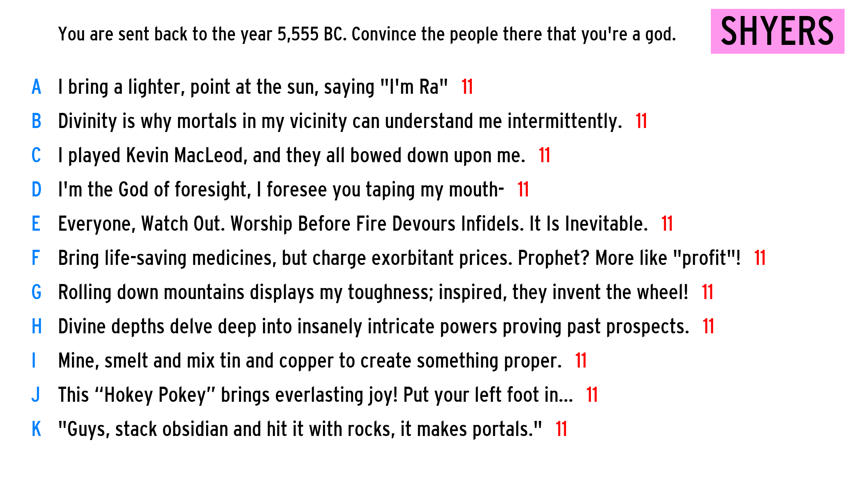 You are sent back to the year 5,555 BC. Convince the people there that you're a god.
SHYERS
A I bring a lighter, point at the sun, saying "I'm Ra" 11
B Divinity is why mortals in my vicinity can understand me intermittently. 11
C I played Kevin MacLeod, and they all bowed down upon me. 11
D I'm the God of foresight, I foresee you taping my mouth- 11
E Everyone, Watch Out. Worship Before Fire Devours Infidels. It Is Inevitable. 11
F Bring life-saving medicines, but charge exorbitant prices. Prophet? More like "profit"! 11
G Rolling down mountains displays my toughness; inspired, they invent the wheel! 11
H Divine depths delve deep into insanely intricate powers proving past prospects. 11
I Mine, smelt and mix tin and copper to create something proper. 11
J This “Hokey Pokey” brings everlasting joy! Put your left foot in... 11
K "Guys, stack obsidian and hit it with rocks, it makes portals." 11